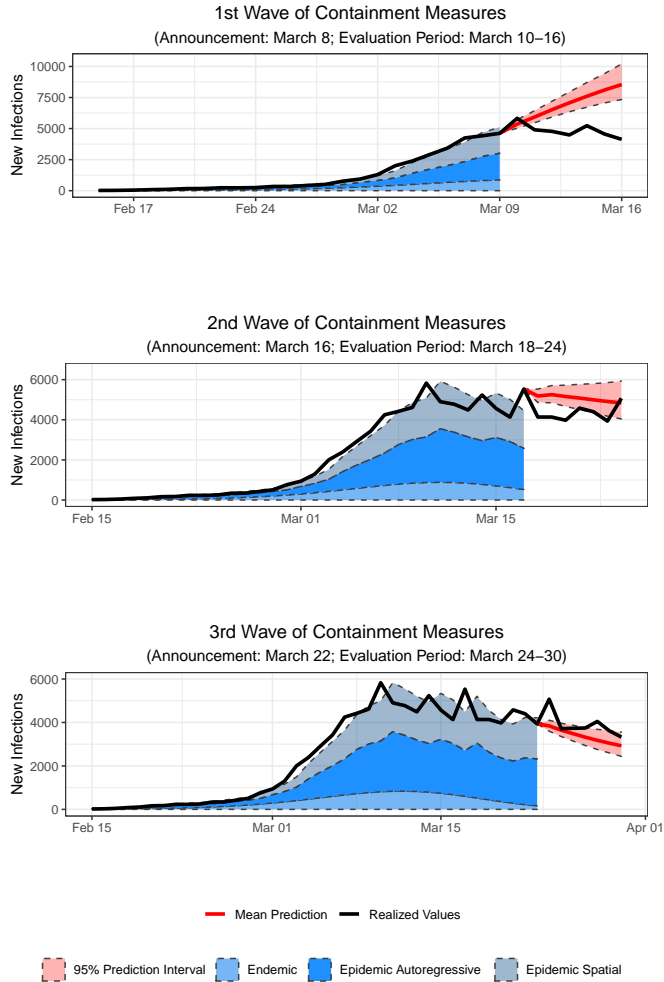 1st Wave of Containment Measures
(Announcement: March 8; Evaluation Period: March 10–16)
New Infections
10000
7500
5000
2500
0
Feb 17 Feb 24 Mar 02 Mar 09 Mar 16
2nd Wave of Containment Measures
(Announcement: March 16; Evaluation Period: March 18–24)
New Infections
6000
4000
2000
0
Feb 15 Mar 01 Mar 15
3rd Wave of Containment Measures
(Announcement: March 22; Evaluation Period: March 24–30)
New Infections
6000
4000
2000
0
Feb 15 Mar 01 Mar 15 Apr 01
Mean Prediction Realized Values
95% Prediction Interval Endemic Epidemic Autoregressive Epidemic Spatial